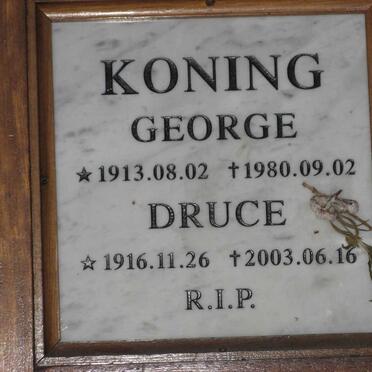 KONING
GEORGE
☆ 1913.08.02 † 1980.09.02
DRUCE
☆ 1916.11.26 † 2003.06.16
R.I.P.